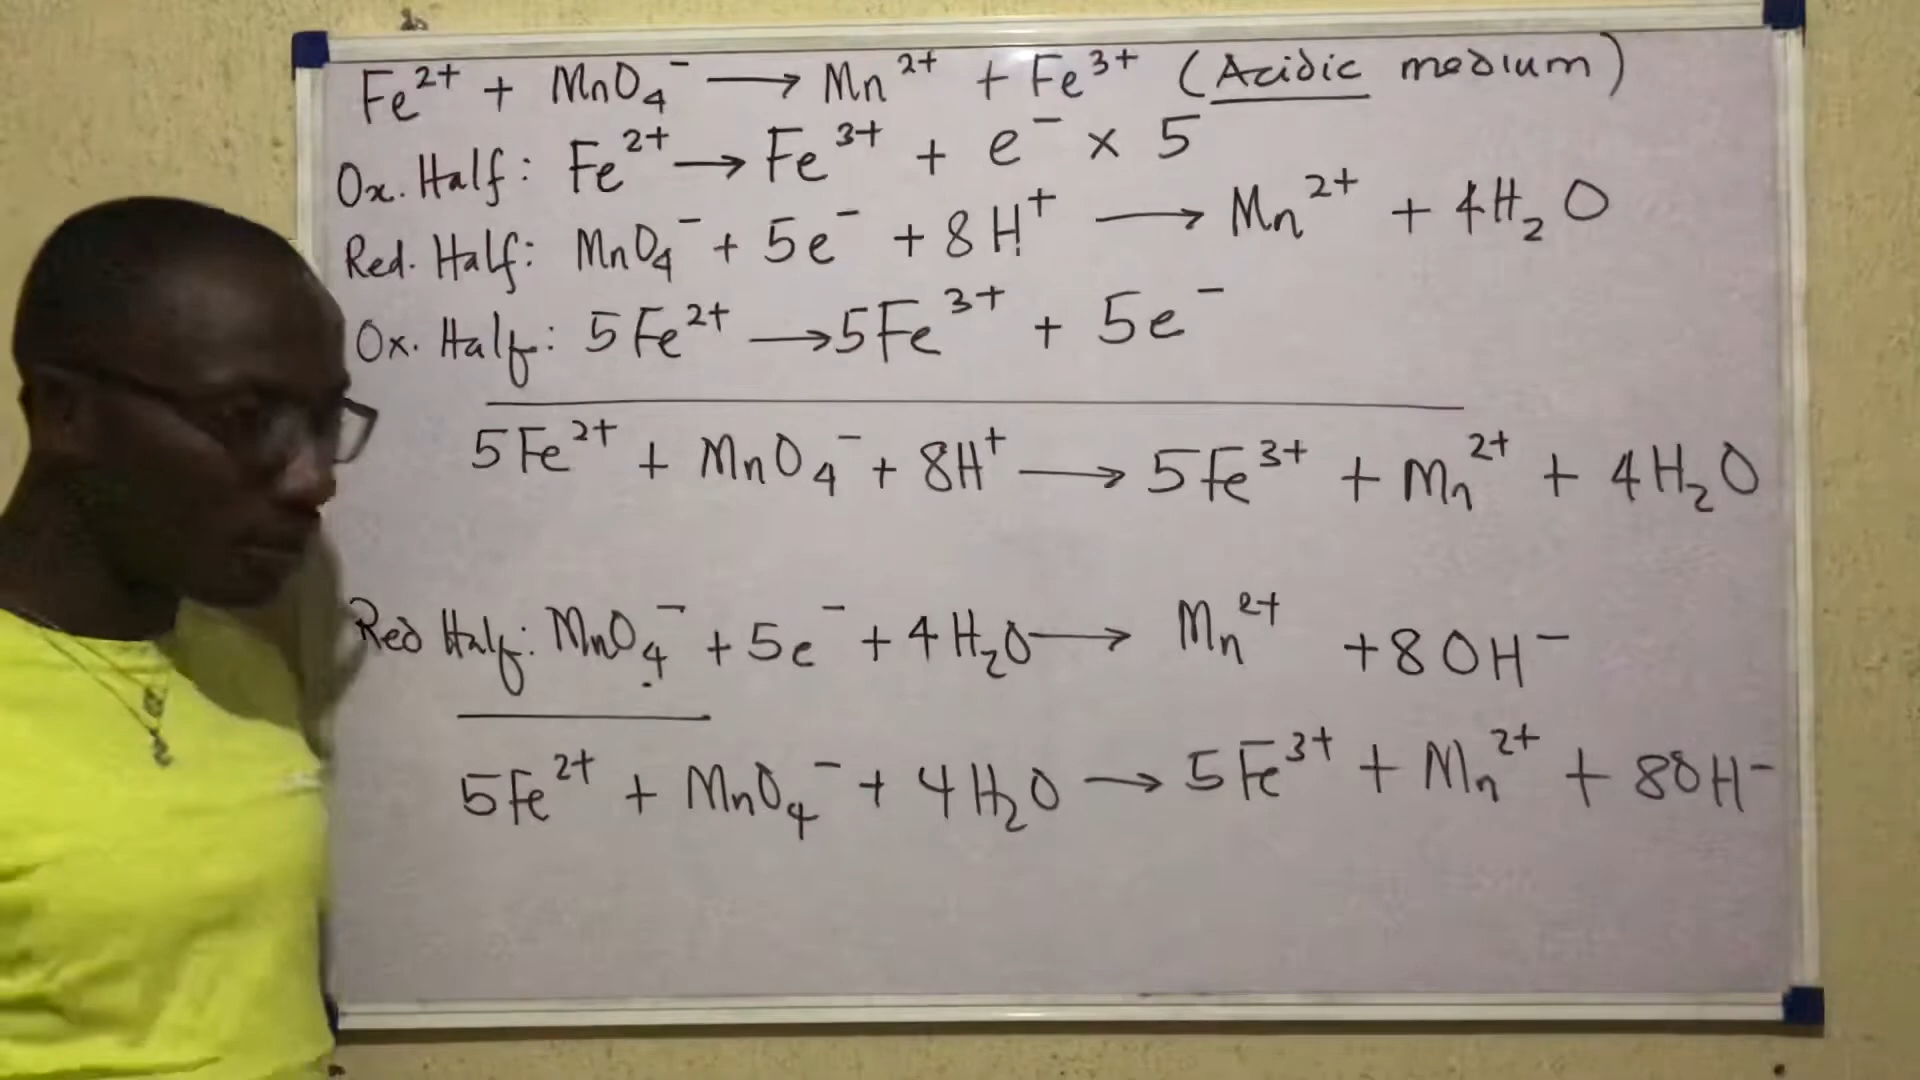 Fe²⁺ + MnO₄⁻ ⟶ Mn²⁺ + Fe³⁺ (Acidic medium)
Ox. Half: Fe²⁺ ⟶ Fe³⁺ + e⁻ × 5
Red. Half: MnO₄⁻ + 5e⁻ + 8H⁺ ⟶ Mn²⁺ + 4H₂O
Ox. Half: 5Fe²⁺ ⟶ 5Fe³⁺ + 5e⁻
5Fe²⁺ + MnO₄⁻ + 8H⁺ ⟶ 5Fe³⁺ + Mn²⁺ + 4H₂O
Red Half: MnO₄⁻ + 5e⁻ + 4H₂O ⟶ Mn²⁺ + 8OH⁻
5Fe²⁺ + MnO₄⁻ + 4H₂O ⟶ 5Fe³⁺ + Mn²⁺ + 8OH⁻